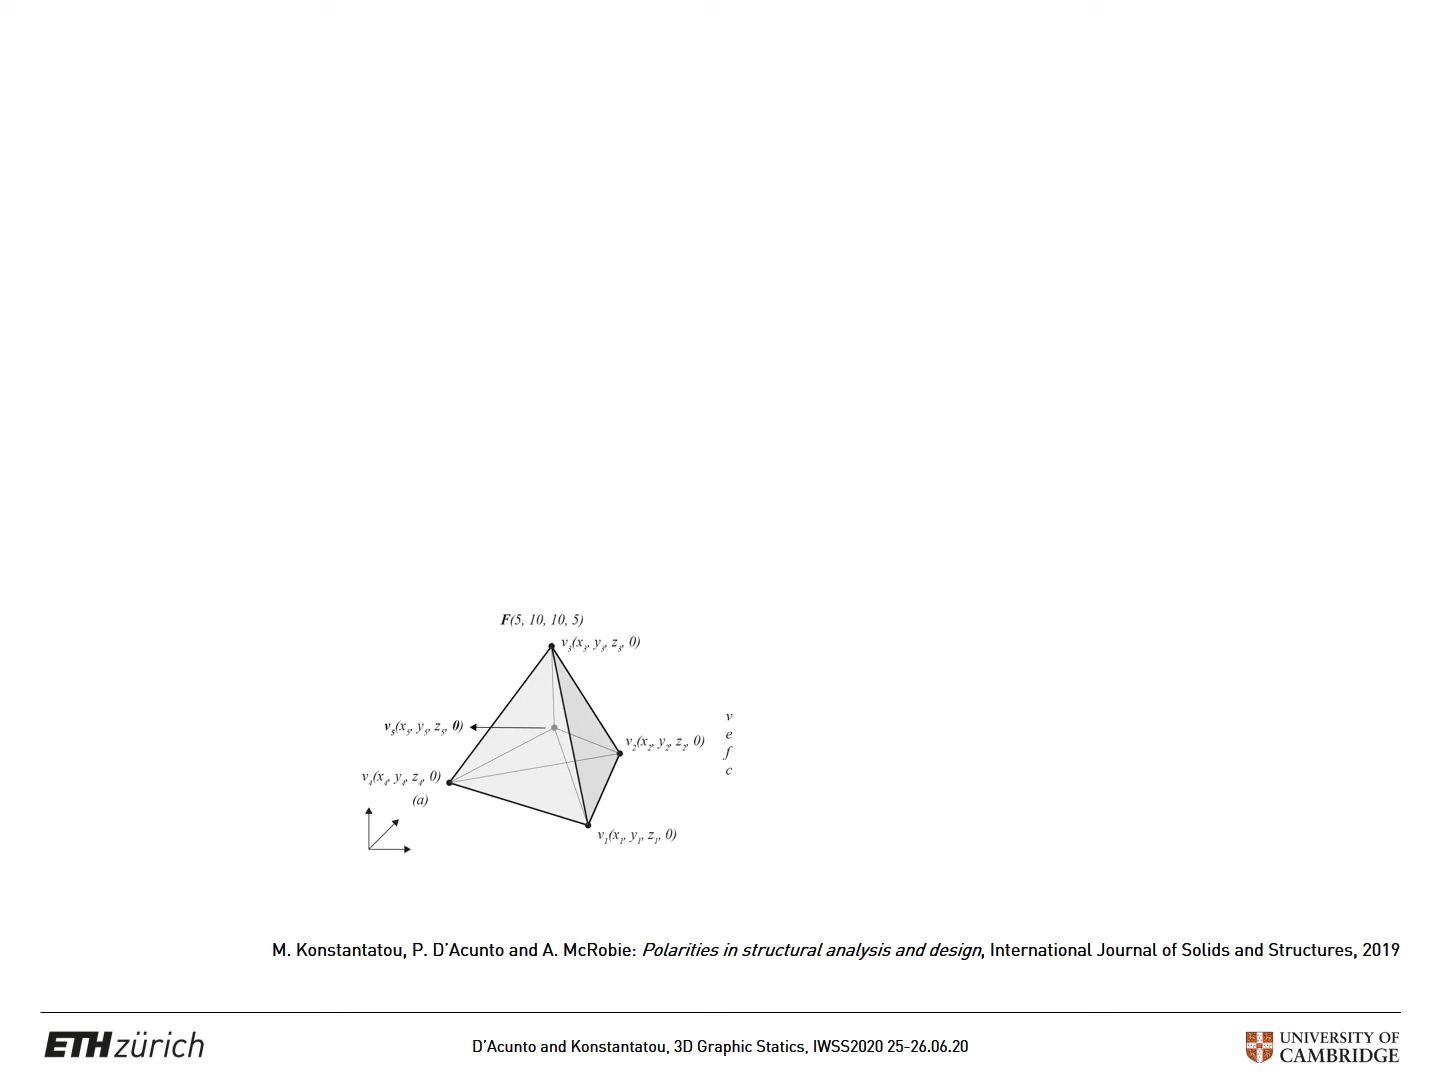 F(5, 10, 10, 5)
v₃(x₃, y₃, z₃, 0)
v₅(x₅, y₅, z₅, 0)
v₂(x₂, y₂, z₂, 0)
v
e
f
c
v₄(x₄, y₄, z₄, 0)
(a)
v₁(x₁, y₁, z₁, 0)
M. Konstantatou, P. D'Acunto and A. McRobie: Polarities in structural analysis and design, International Journal of Solids and Structures, 2019
ETH zürich
D'Acunto and Konstantatou, 3D Graphic Statics, IWSS2020 25-26.06.20
UNIVERSITY OF
CAMBRIDGE